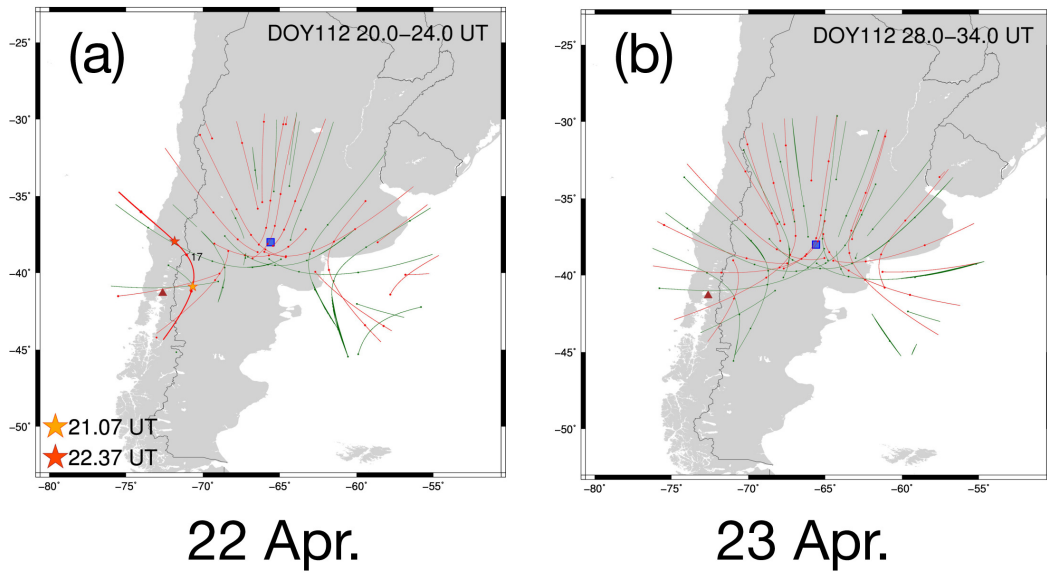 (a)
DOY112 20.0−24.0 UT
−25°
−30°
−35°
−40°
−45°
−50°
17
21.07 UT
22.37 UT
−80° −75° −70° −65° −60° −55°
22 Apr.
(b)
DOY112 28.0−34.0 UT
−25°
−30°
−35°
−40°
−45°
−50°
−80° −75° −70° −65° −60° −55°
23 Apr.